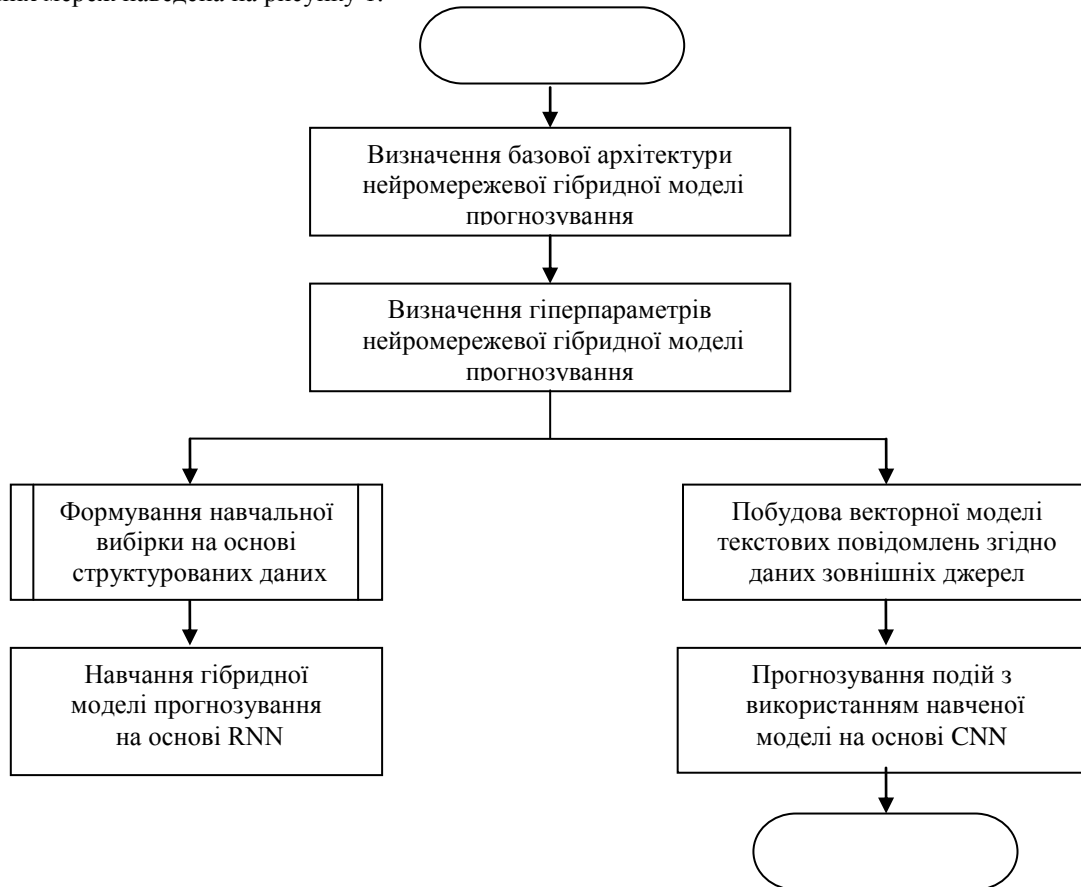 мереж наведена на рисунку 1.
Визначення базової архітектури
нейромережевої гібридної моделі
прогнозування
Визначення гіперпараметрів
нейромережевої гібридної моделі
прогнозування
Формування навчальної
вибірки на основі
структурованих даних
Побудова векторної моделі
текстових повідомлень згідно
даних зовнішніх джерел
Навчання гібридної
моделі прогнозування
на основі RNN
Прогнозування подій з
використанням навченої
моделі на основі CNN